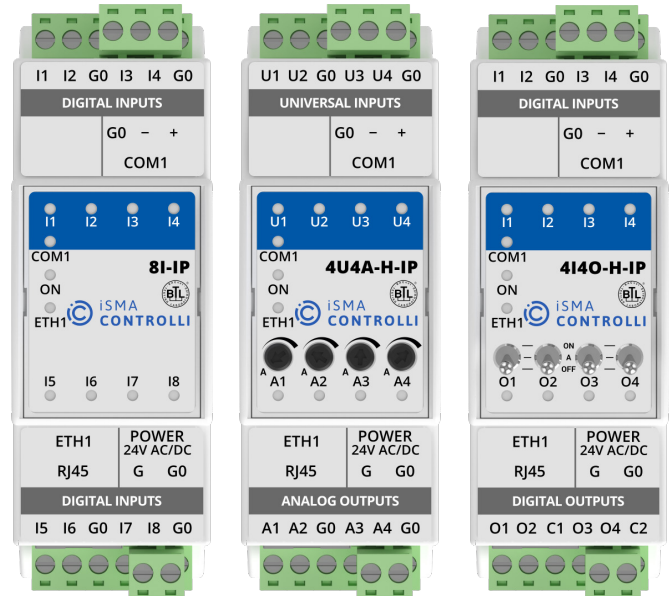 I1 I2 G0 I3 I4 G0
DIGITAL INPUTS
G0 − +
COM1
I1 I2 I3 I4
COM1
8I-IP
ON
BTL
ETH1
iSMA
CONTROLLI
I5 I6 I7 I8
ETH1
POWER
24V AC/DC
RJ45
G G0
DIGITAL INPUTS
I5 I6 G0 I7 I8 G0
U1 U2 G0 U3 U4 G0
UNIVERSAL INPUTS
G0 − +
COM1
U1 U2 U3 U4
COM1
4U4A-H-IP
ON
BTL
ETH1
iSMA
CONTROLLI
A A A A
A1 A2 A3 A4
ETH1
POWER
24V AC/DC
RJ45
G G0
ANALOG OUTPUTS
A1 A2 G0 A3 A4 G0
I1 I2 G0 I3 I4 G0
DIGITAL INPUTS
G0 − +
COM1
I1 I2 I3 I4
COM1
4I4O-H-IP
ON
BTL
ETH1
iSMA
CONTROLLI
ON
A
OFF
O1 O2 O3 O4
ETH1
POWER
24V AC/DC
RJ45
G G0
DIGITAL OUTPUTS
O1 O2 C1 O3 O4 C2